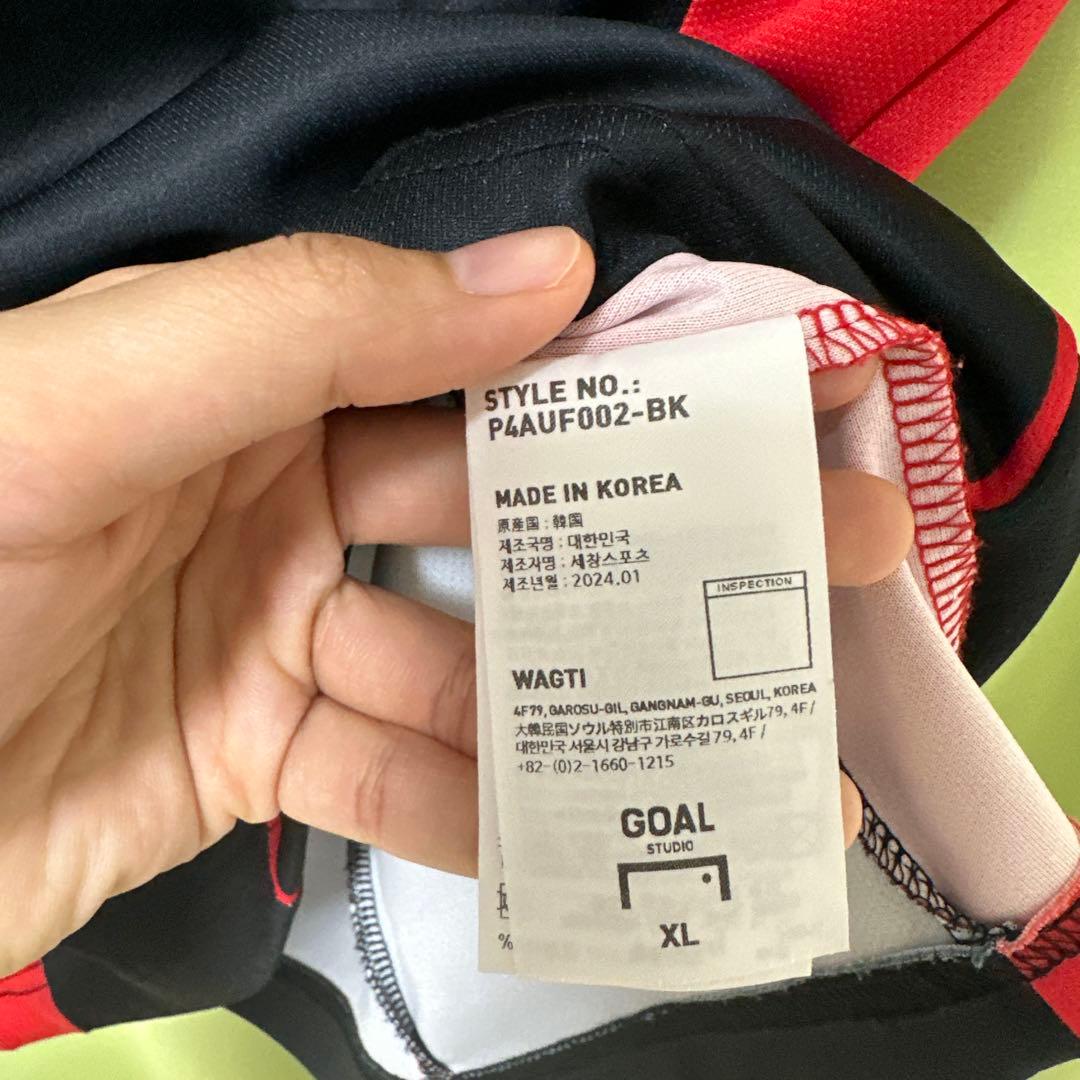 STYLE NO.:
P4AUF002-BK
MADE IN KOREA
原産国 : 韓国
제조국명 : 대한민국
제조자명 : 세창스포츠
제조년월 : 2024.01
INSPECTION
WAGTI
4F79, GAROSU-GIL, GANGNAM-GU, SEOUL, KOREA
大韓民国ソウル特別市江南区カロスギル79, 4F /
대한민국 서울시 강남구 가로수길 79, 4F /
+82-(0)2-1660-1215
GOAL
STUDIO
XL
%